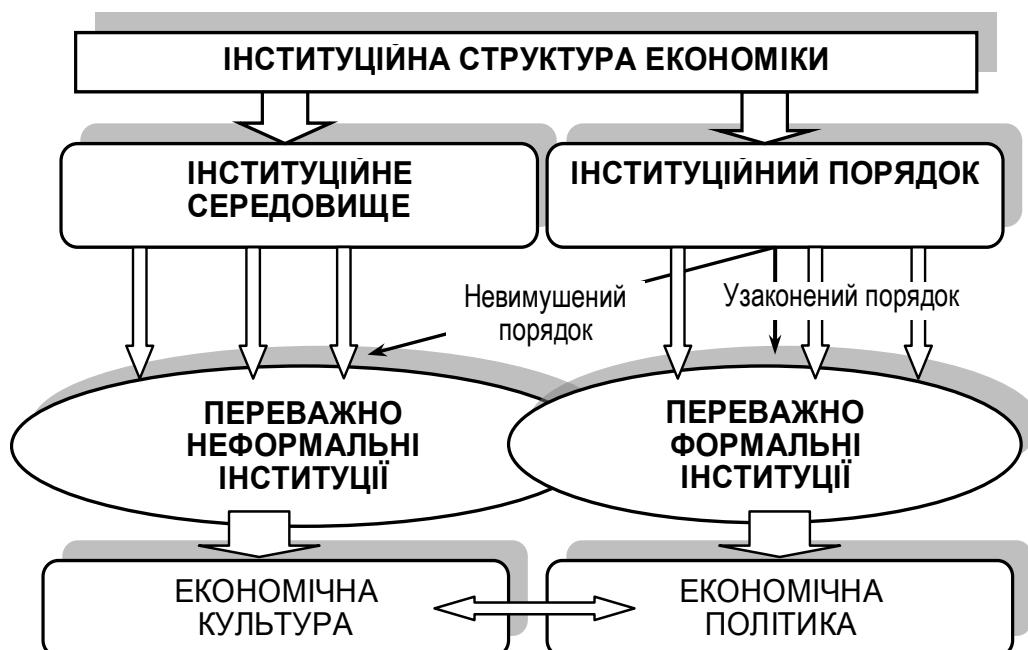 ІНСТИТУЦІЙНА СТРУКТУРА ЕКОНОМІКИ
ІНСТИТУЦІЙНЕ
СЕРЕДОВИЩЕ
ІНСТИТУЦІЙНИЙ ПОРЯДОК
Невимушений
порядок
Узаконений порядок
ПЕРЕВАЖНО
НЕФОРМАЛЬНІ
ІНСТИТУЦІЇ
ПЕРЕВАЖНО
ФОРМАЛЬНІ
ІНСТИТУЦІЇ
ЕКОНОМІЧНА
КУЛЬТУРА
ЕКОНОМІЧНА
ПОЛІТИКА